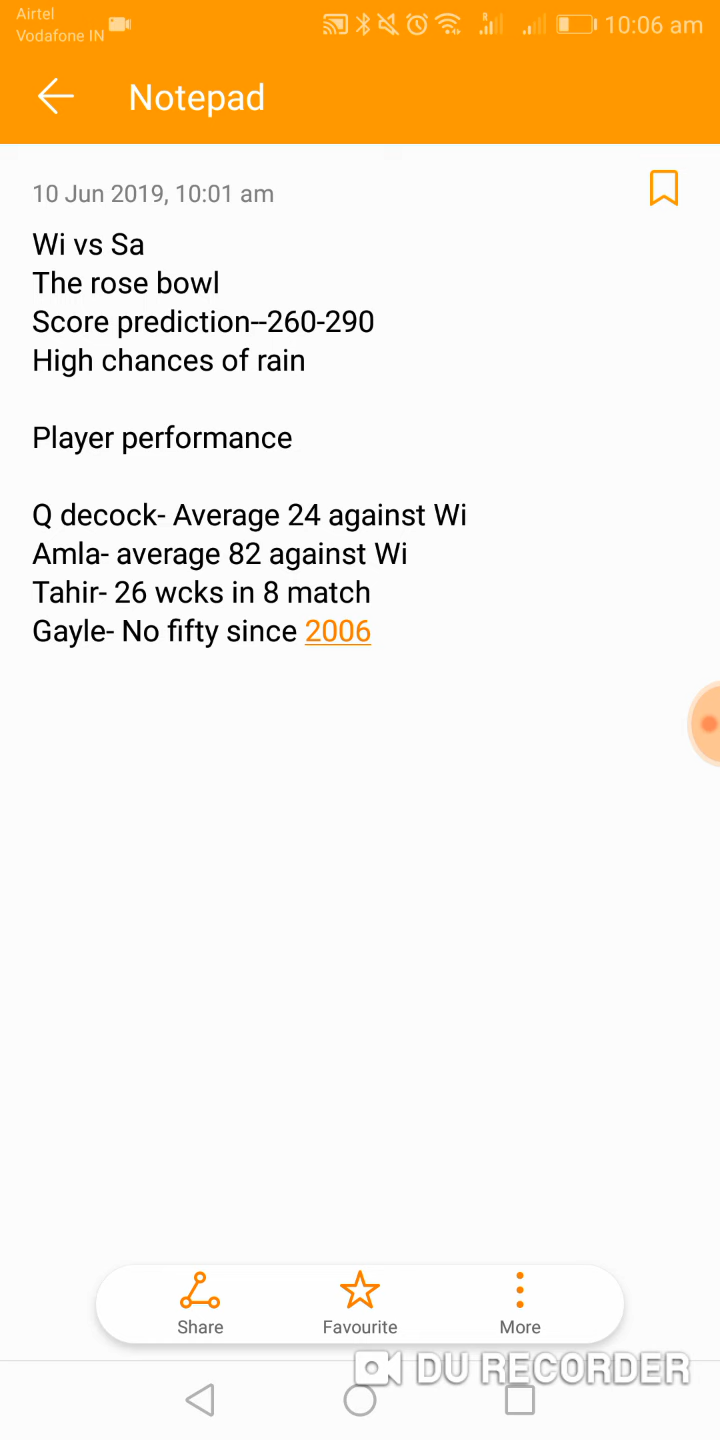 Airtel
Vodafone IN
10:06 am
Notepad
10 Jun 2019, 10:01 am
Wi vs Sa
The rose bowl
Score prediction--260-290
High chances of rain
Player performance
Q decock- Average 24 against Wi
Amla- average 82 against Wi
Tahir- 26 wcks in 8 match
Gayle- No fifty since 2006
Share
Favourite
More
DU RECORDER